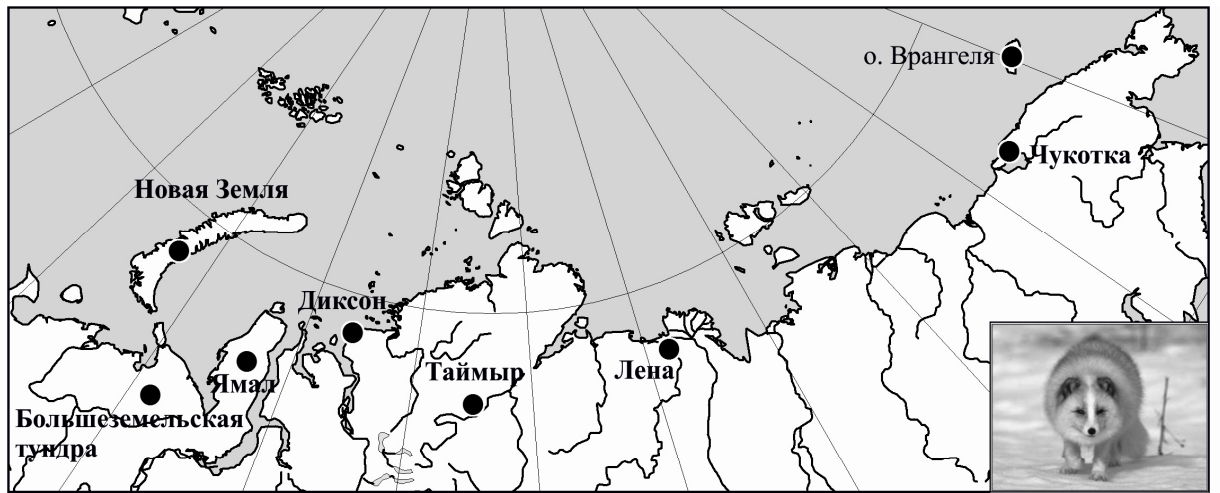 о. Врангеля
Чукотка
Новая Земля
Диксон
Таймыр
Лена
Ямал
Большеземельская
тундра